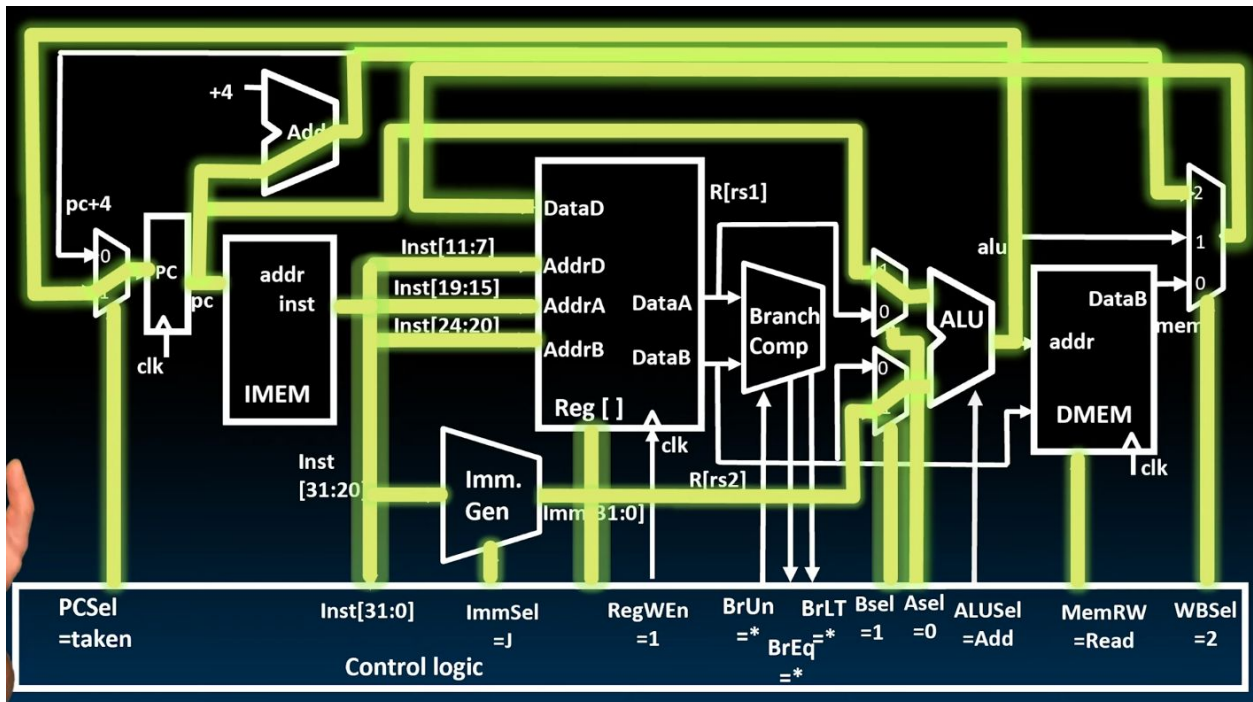 +4
Add
pc+4
0
1
PC
clk
pc
addr
inst
IMEM
Inst[11:7]
Inst[19:15]
Inst[24:20]
Inst
[31:20]
DataD
AddrD
AddrA
AddrB
DataA
DataB
Reg [ ]
clk
Imm.
Gen
Imm[31:0]
R[rs1]
R[rs2]
Branch
Comp
1
0
0
1
ALU
alu
addr
DataB
DMEM
clk
mem
2
1
0
PCSel
=taken
Inst[31:0]
ImmSel
=J
RegWEn
=1
BrUn
=*
BrEq
=*
BrLT
=*
Bsel
=1
Asel
=0
ALUSel
=Add
MemRW
=Read
WBSel
=2
Control logic